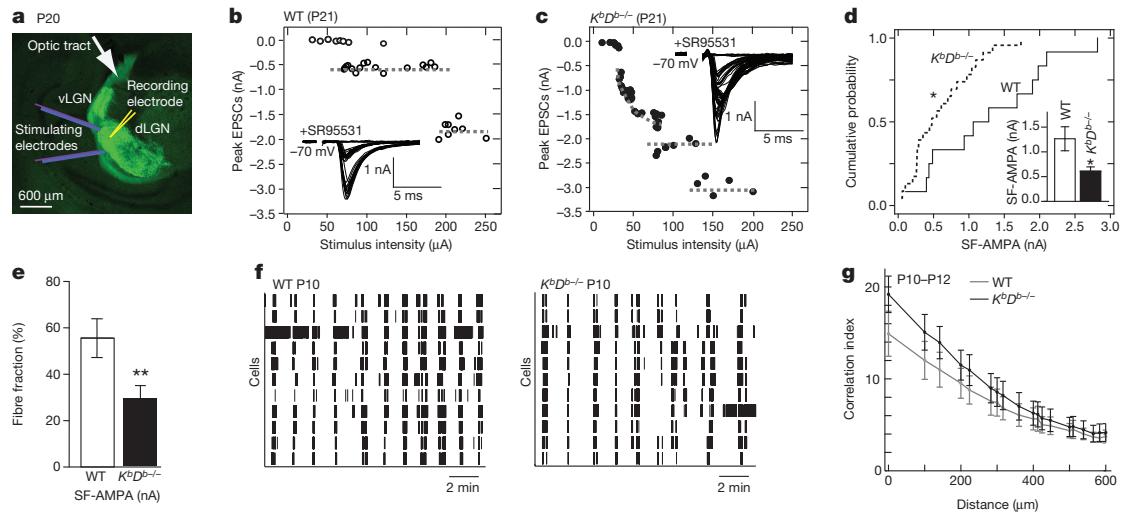 a P20
Optic tract
vLGN
Recording
electrode
dLGN
Stimulating
electrodes
600 μm
b WT (P21)
0.0
–0.5
–1.0
–1.5
–2.0
–2.5
–3.0
–3.5
Peak EPSCs (nA)
+SR95531
–70 mV
1 nA
5 ms
0 50 100 150 200 250
Stimulus intensity (μA)
c KbDb–/– (P21)
0.0
–0.5
–1.0
–1.5
–2.0
–2.5
–3.0
–3.5
Peak EPSCs (nA)
+SR95531
–70 mV
1 nA
5 ms
0 50 100 150 200 250
Stimulus intensity (μA)
d
1.0
0.5
0.0
Cumulative probability
KbDb–/–
WT
*
SF-AMPA (nA)
1.5
1.0
0.5
0.0
WT
* KbDb–/–
0.0 0.5 1.0 1.5 2.0 2.5 3.0
SF-AMPA (nA)
e
80
60
40
20
0
Fibre fraction (%)
**
WT KbDb–/–
SF-AMPA (nA)
f WT P10
Cells
2 min
KbDb–/– P10
Cells
2 min
g P10–P12
WT
KbDb–/–
20
10
0
Correlation index
0 200 400 600
Distance (μm)